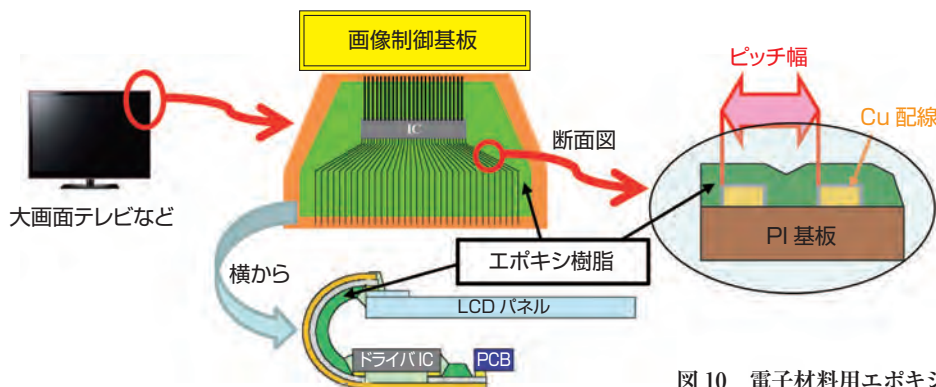 画像制御基板
ピッチ幅
IC
断面図
Cu 配線
大画面テレビなど
PI 基板
エポキシ樹脂
横から
LCD パネル
ドライバ IC
PCB
図 10 電子材料用エポキシ